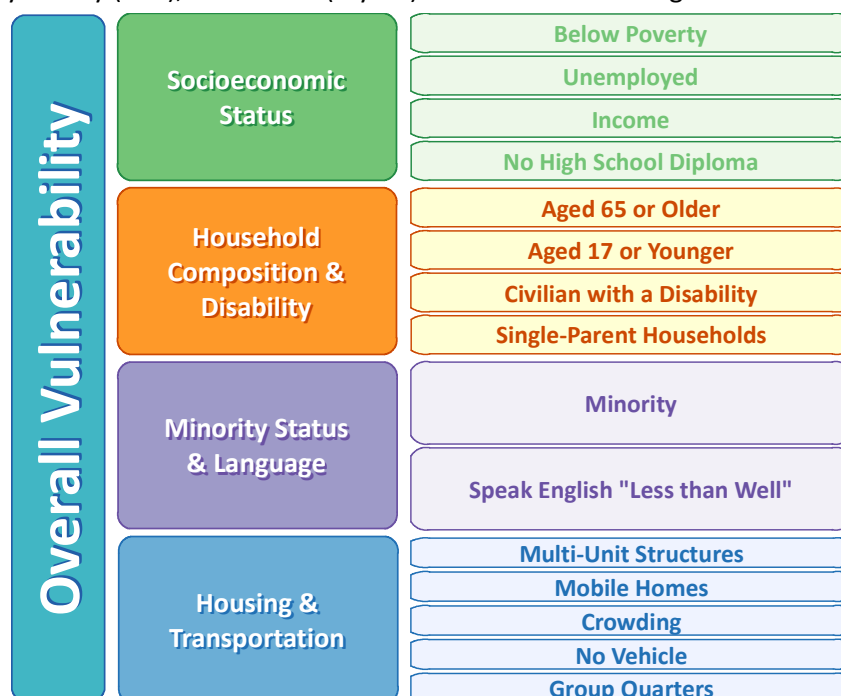 Overall Vulnerability
Socioeconomic
Status
Below Poverty
Unemployed
Income
No High School Diploma
Household
Composition &
Disability
Aged 65 or Older
Aged 17 or Younger
Civilian with a Disability
Single-Parent Households
Minority Status
& Language
Minority
Speak English "Less than Well"
Housing &
Transportation
Multi-Unit Structures
Mobile Homes
Crowding
No Vehicle
Group Quarters